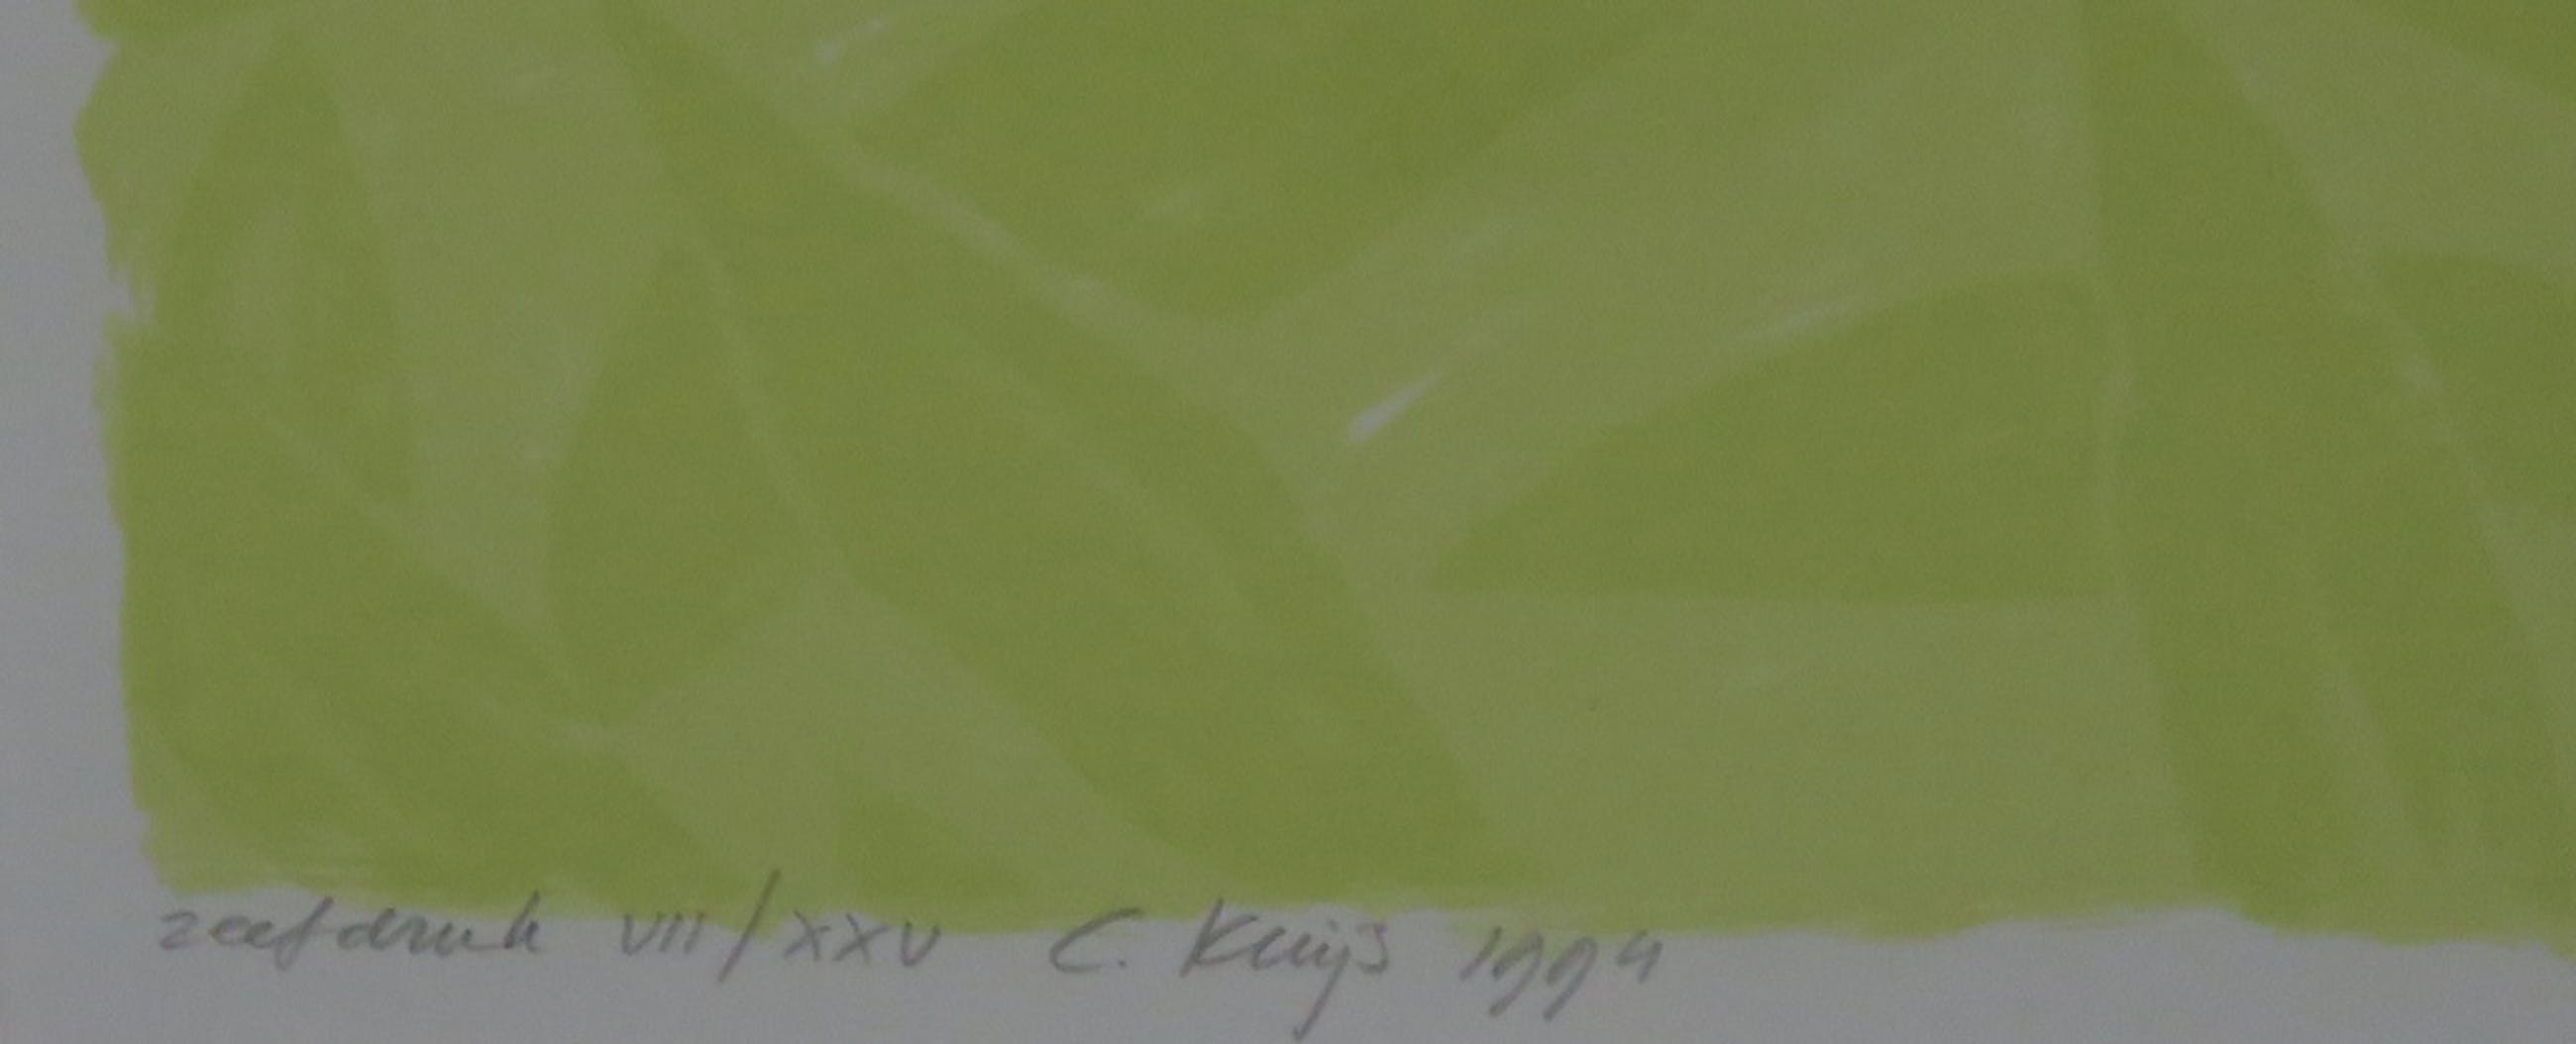 zeefdruk VII/XXV C. Kuijs 1994